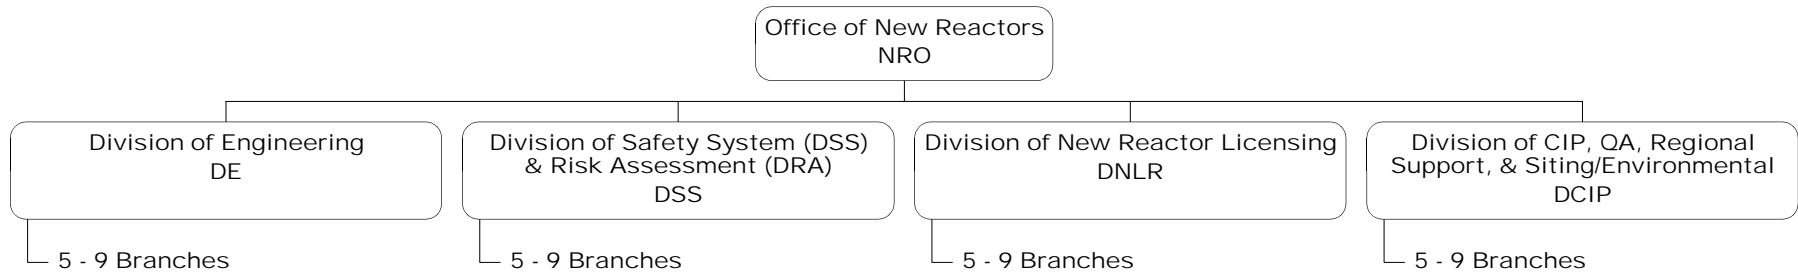 Office of New Reactors
NRO
Division of Engineering
DE
Division of Safety System (DSS)
& Risk Assessment (DRA)
DSS
Division of New Reactor Licensing
DNLR
Division of CIP, QA, Regional
Support, & Siting/Environmental
DCIP
5 - 9 Branches
5 - 9 Branches
5 - 9 Branches
5 - 9 Branches